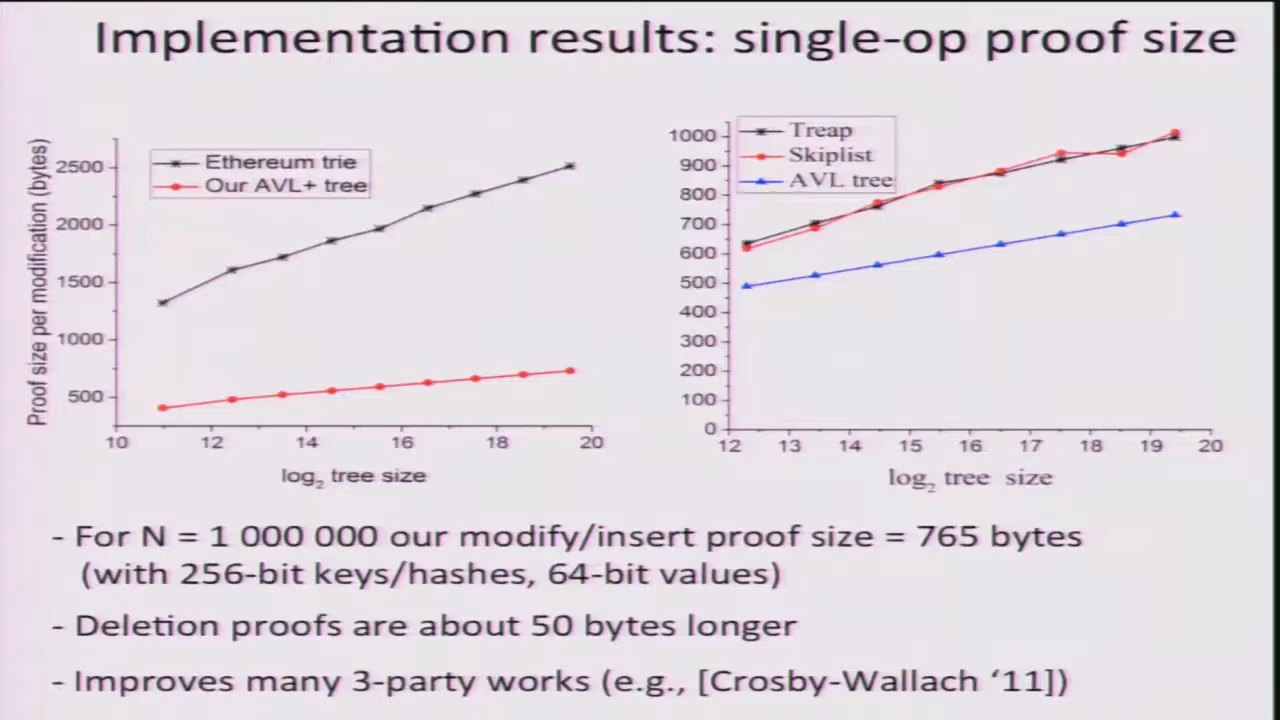 Implementation results: single-op proof size
Proof size per modification (bytes)
Ethereum trie
Our AVL+ tree
2500
2000
1500
1000
500
10 12 14 16 18 20
log2 tree size
Treap
Skiplist
AVL tree
1000
900
800
700
600
500
400
300
200
100
0
12 13 14 15 16 17 18 19 20
log2 tree size
- For N = 1 000 000 our modify/insert proof size = 765 bytes
(with 256-bit keys/hashes, 64-bit values)
- Deletion proofs are about 50 bytes longer
- Improves many 3-party works (e.g., [Crosby-Wallach ‘11])